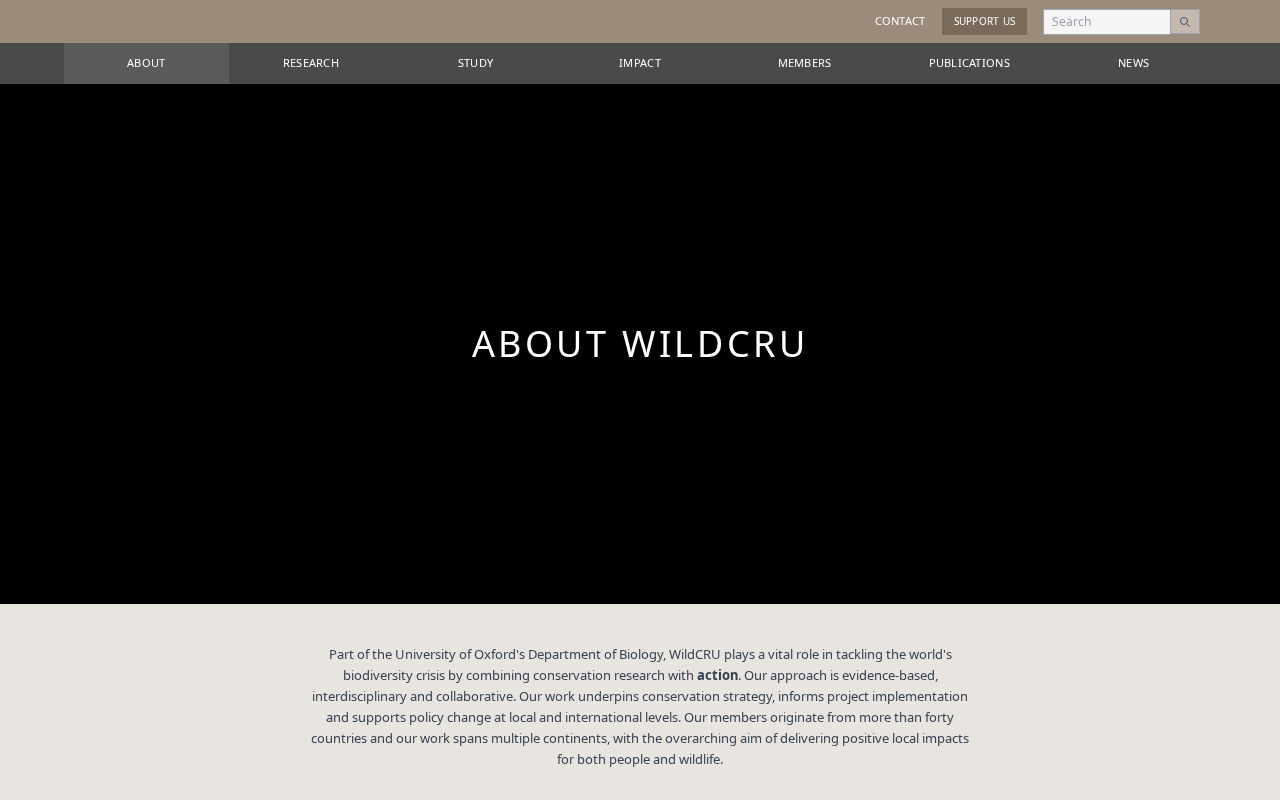 CONTACT
SUPPORT US
Search
ABOUT
RESEARCH
STUDY
IMPACT
MEMBERS
PUBLICATIONS
NEWS
ABOUT WILDCRU
Part of the University of Oxford's Department of Biology, WildCRU plays a vital role in tackling the world's
biodiversity crisis by combining conservation research with action. Our approach is evidence-based,
interdisciplinary and collaborative. Our work underpins conservation strategy, informs project implementation
and supports policy change at local and international levels. Our members originate from more than forty
countries and our work spans multiple continents, with the overarching aim of delivering positive local impacts
for both people and wildlife.